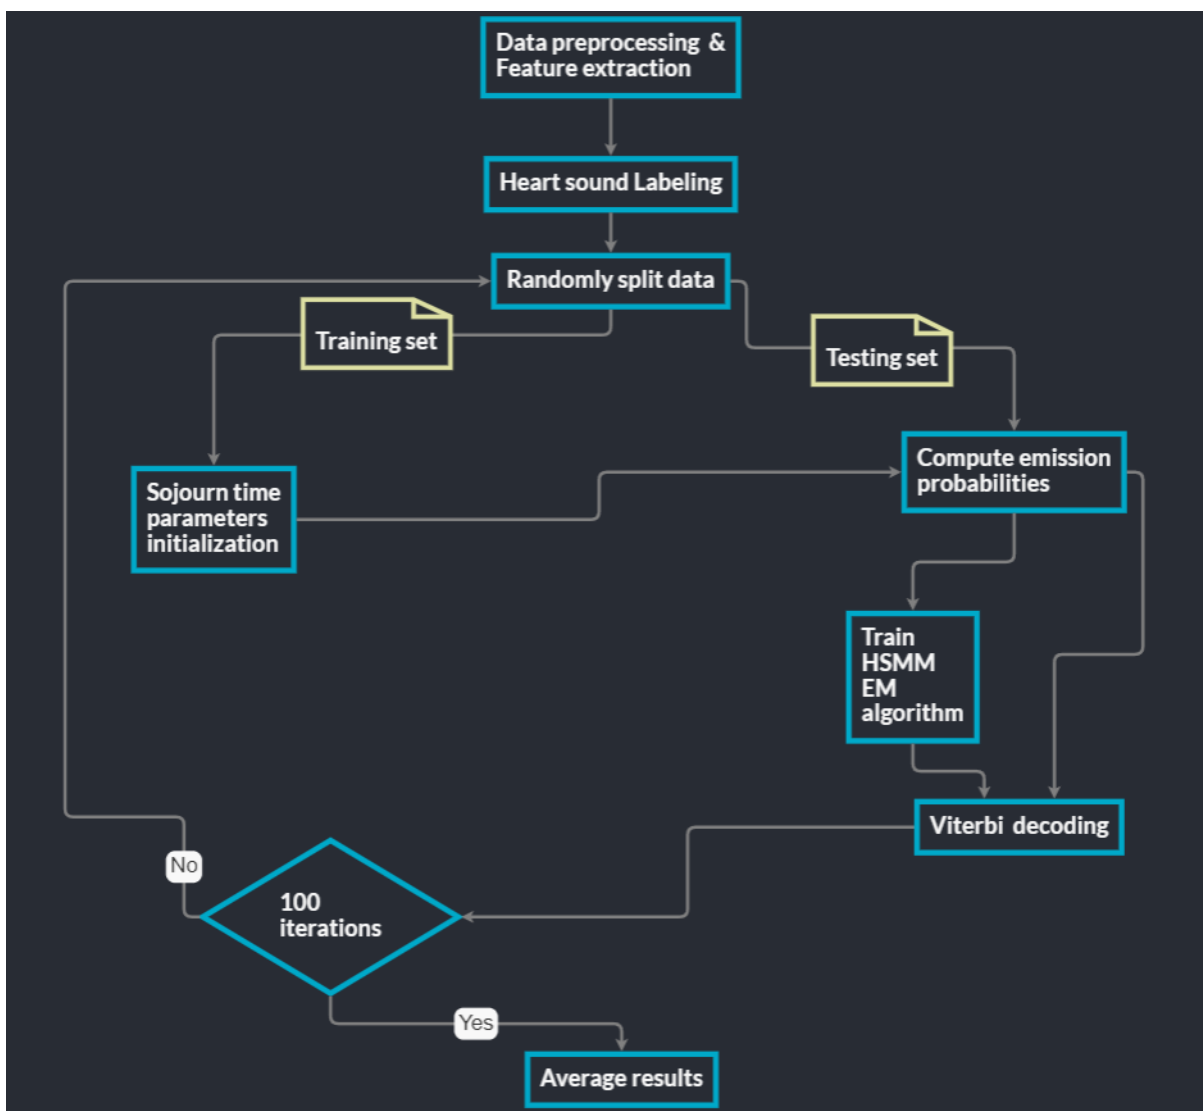 Data preprocessing &
Feature extraction
Heart sound Labeling
Randomly split data
Training set
Testing set
Compute emission
probabilities
Sojourn time
parameters
initialization
Train
HSMM
EM
algorithm
Viterbi decoding
No
100
iterations
Yes
Average results